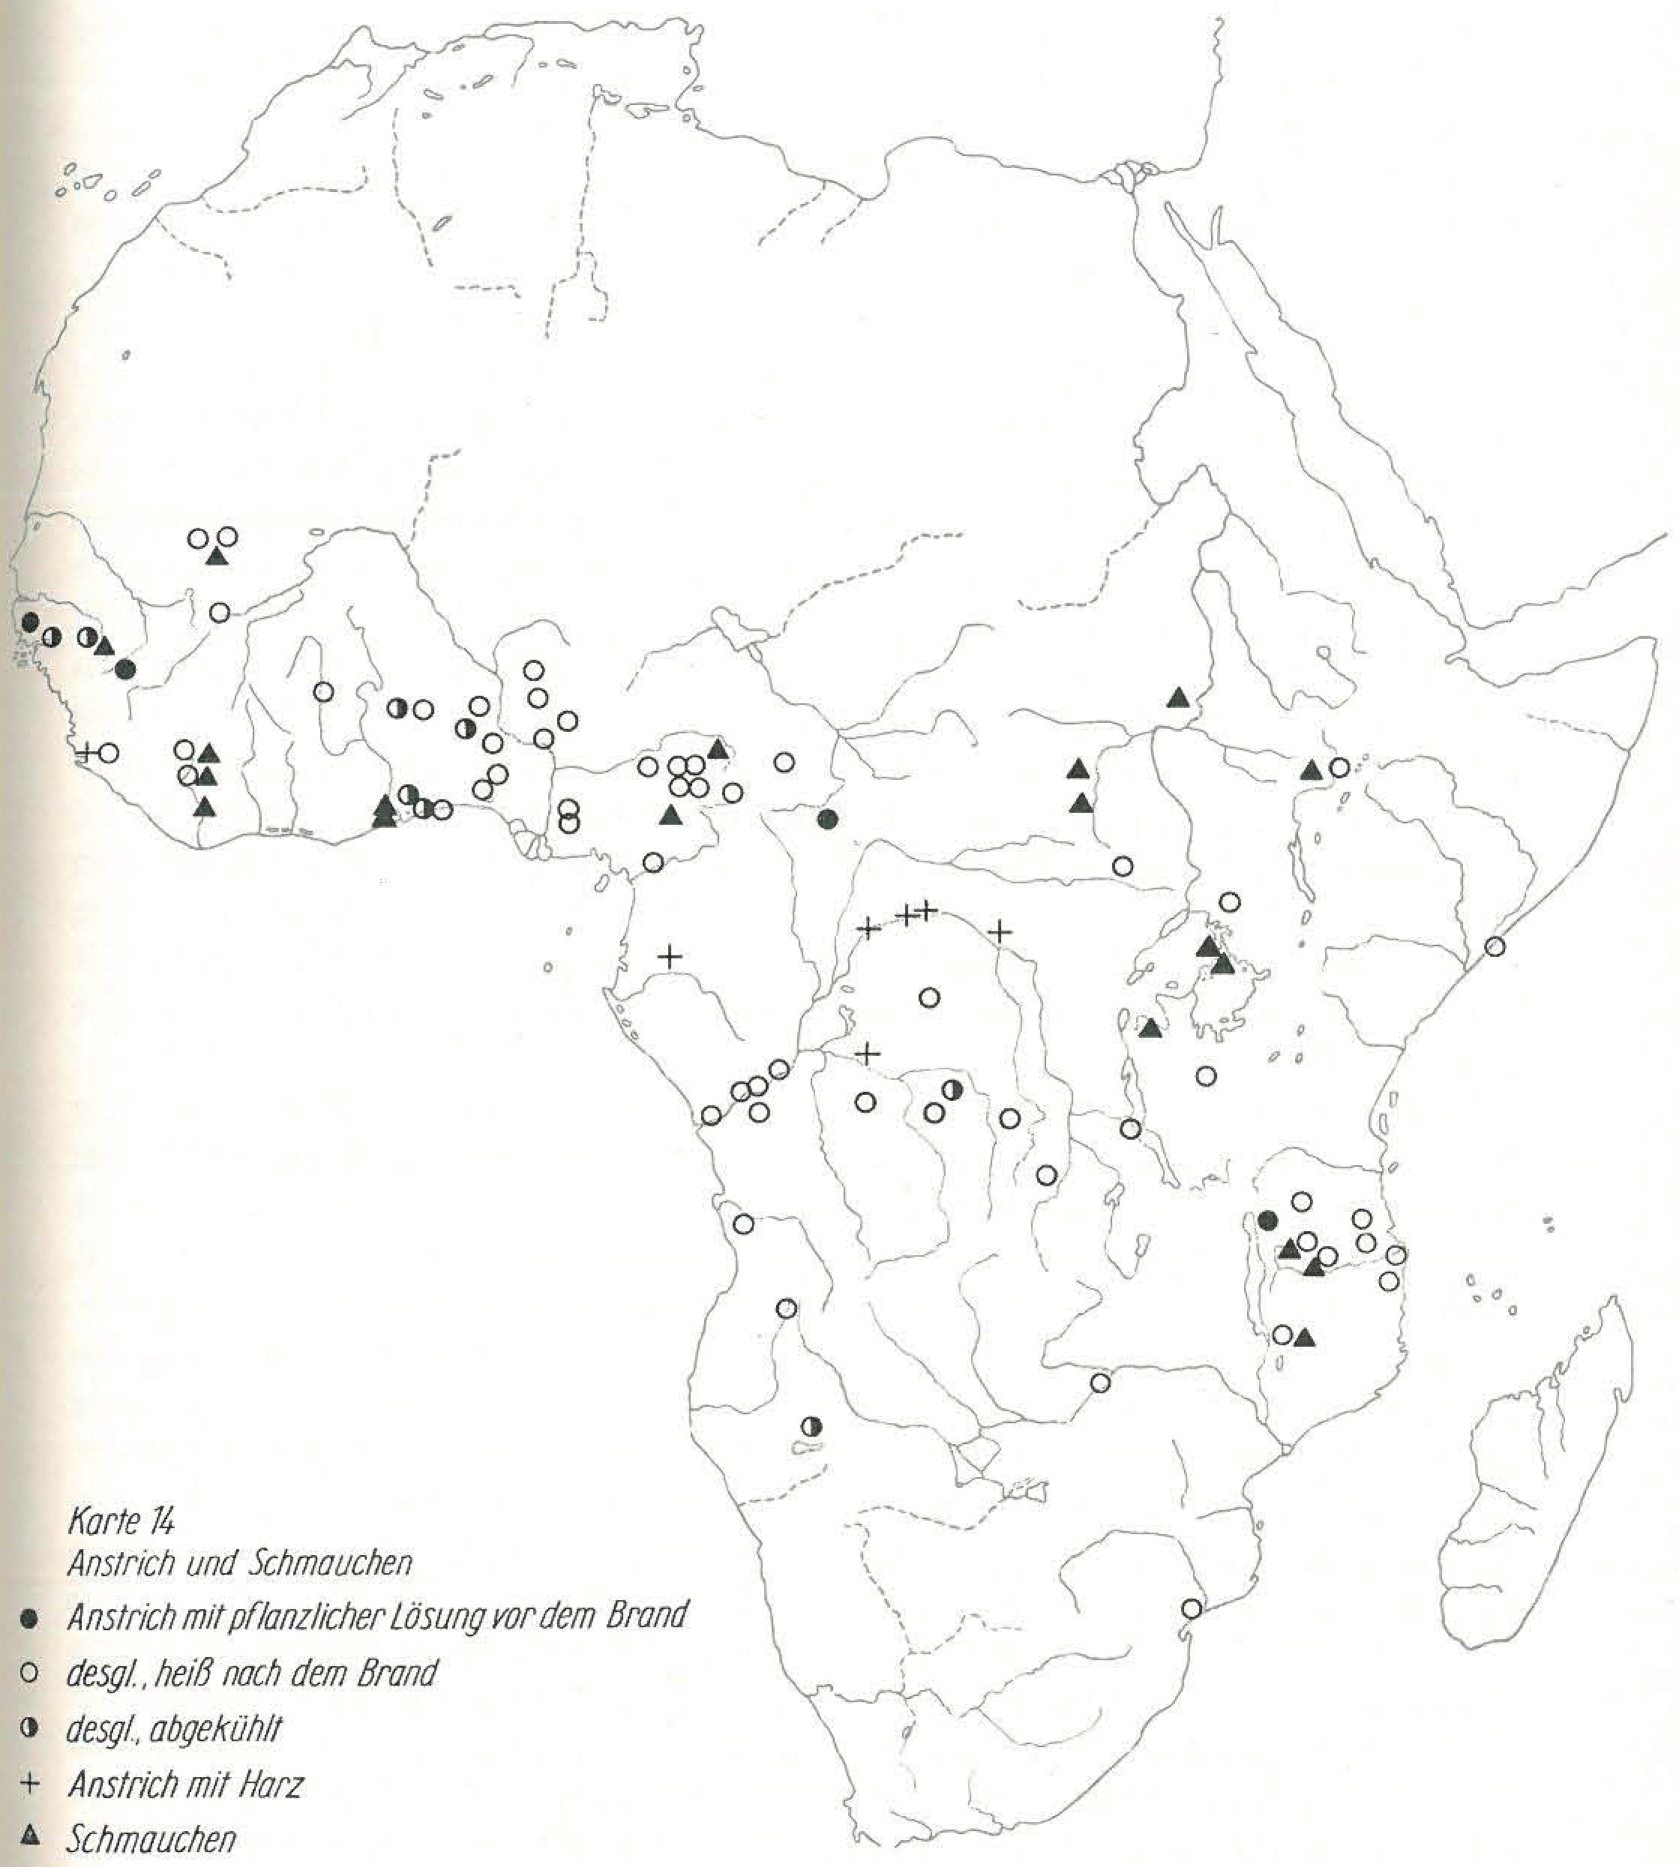 Karte 14
Anstrich und Schmauchen
Anstrich mit pflanzlicher Lösung vor dem Brand
desgl., heiß nach dem Brand
desgl., abgekühlt
Anstrich mit Harz
Schmauchen